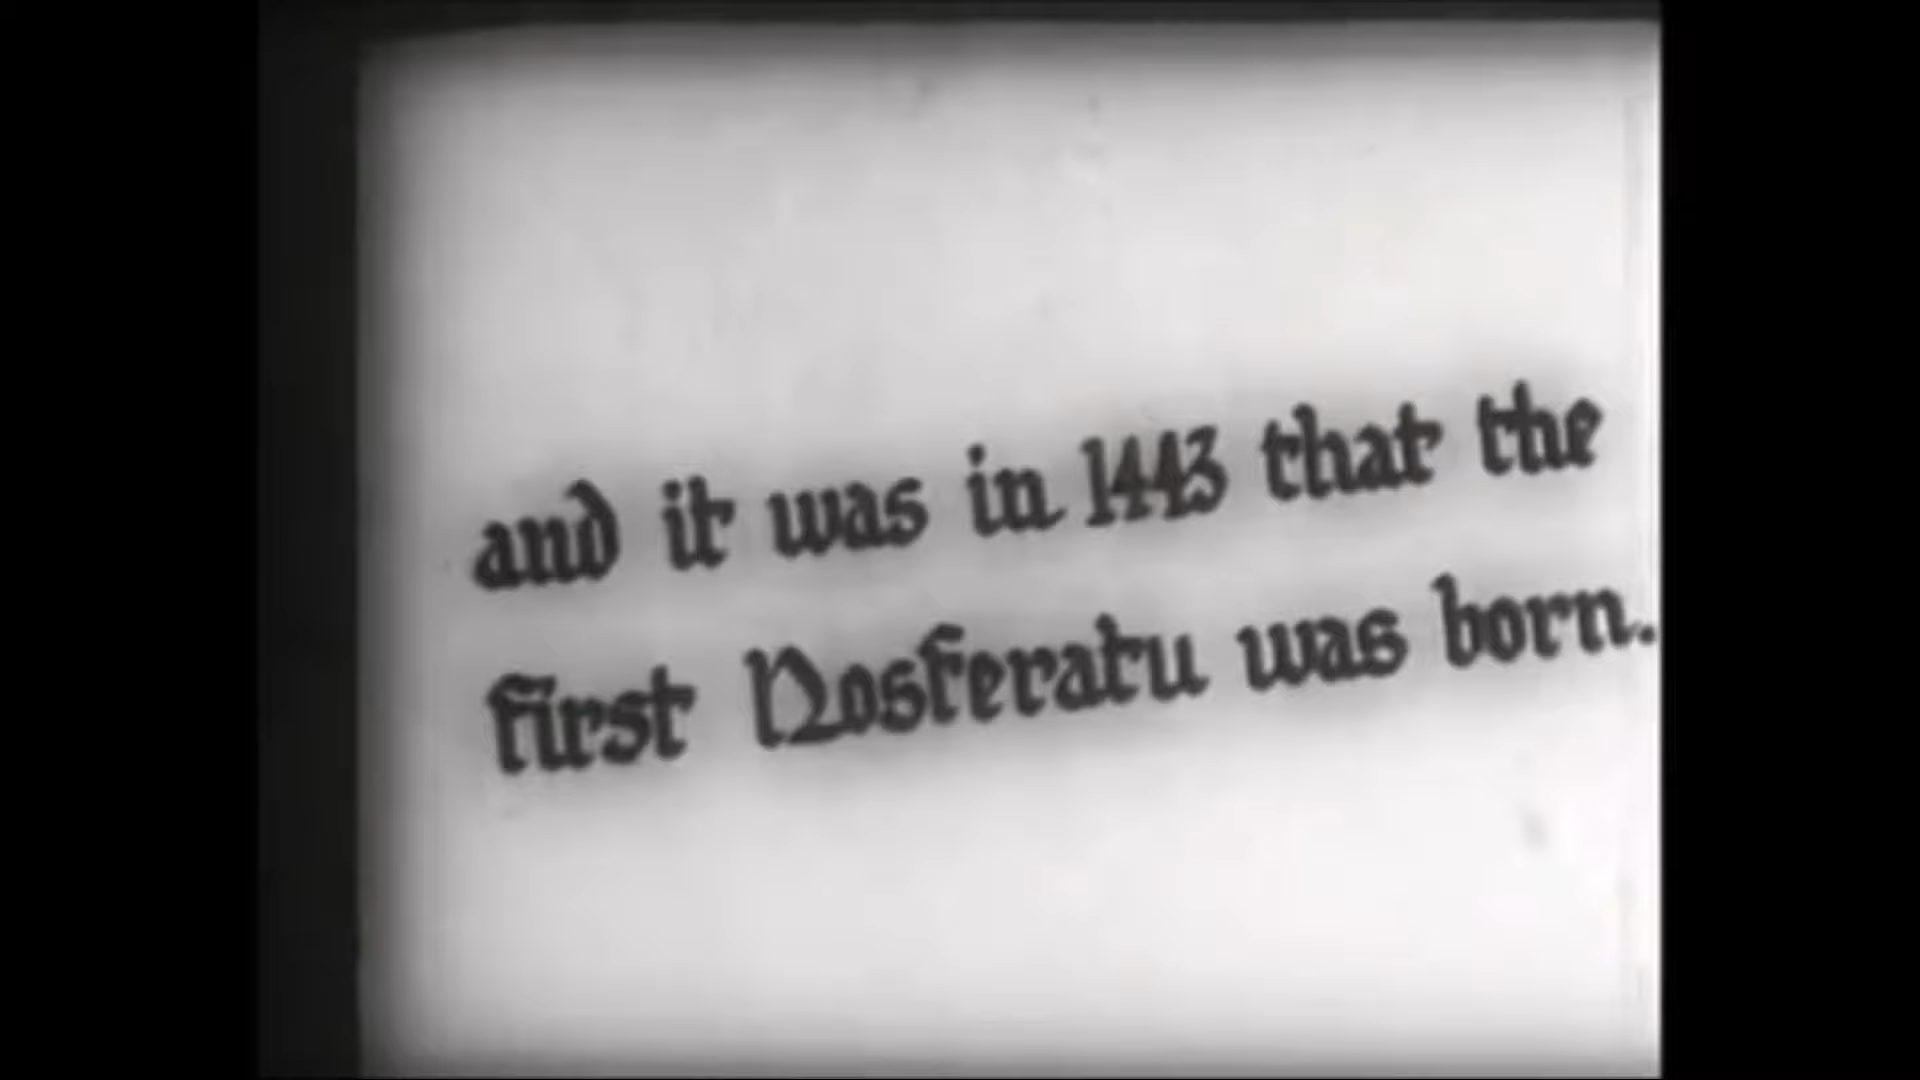 and it was in 1443 that the
first Nosferatu was born.